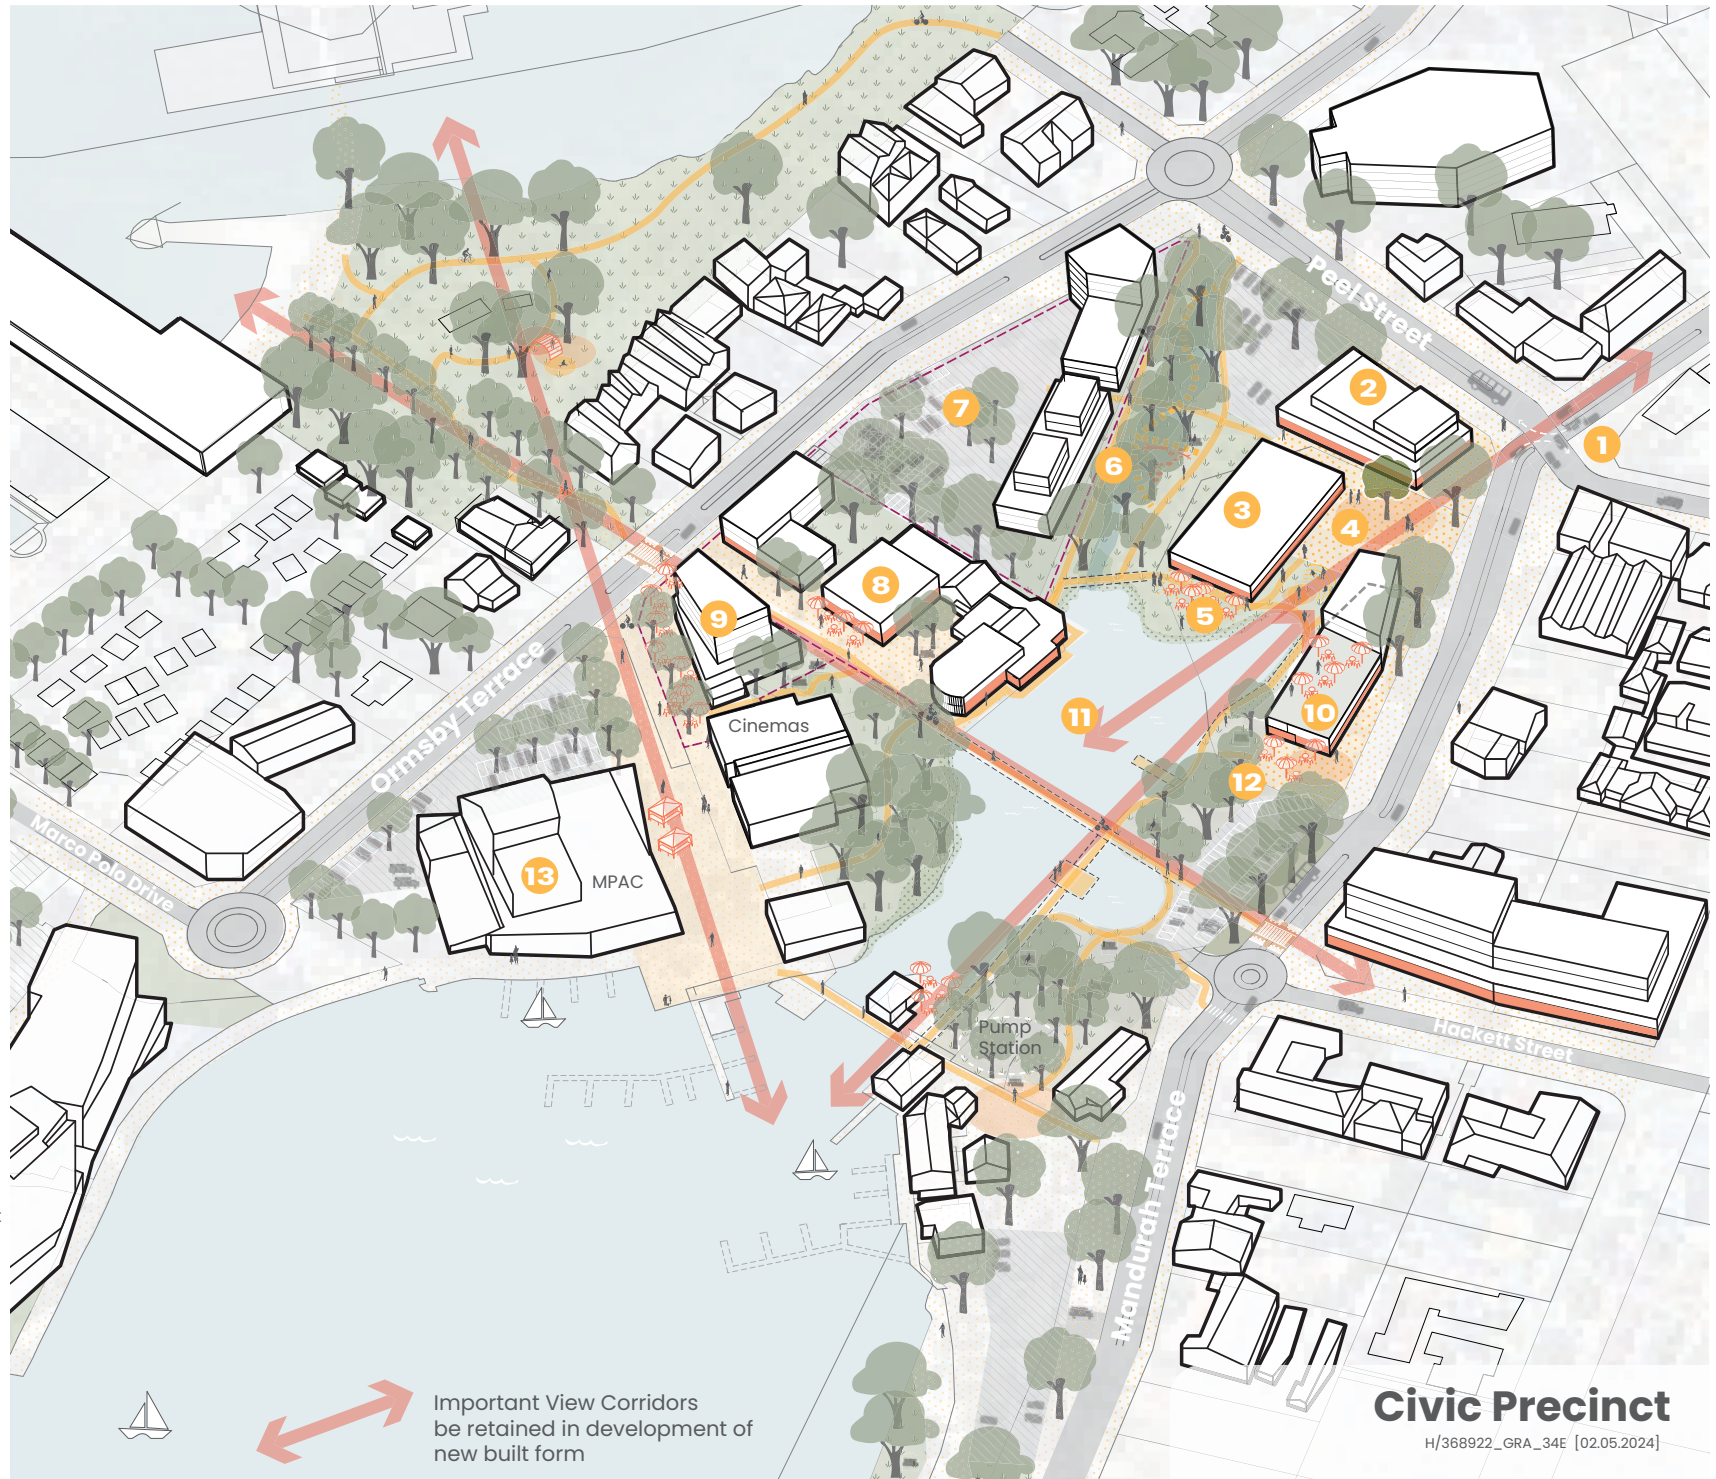 Peel Street
2
1
7
6
3
4
8
5
9
Ormsby Terrace
10
11
Cinemas
12
Marco Polo Drive
13
MPAC
Pump
Station
Hackett Street
Mandurah Terrace
Important View Corridors
be retained in development of
new built form
Civic Precinct
H/368922_GRA_34E [02.05.2024]